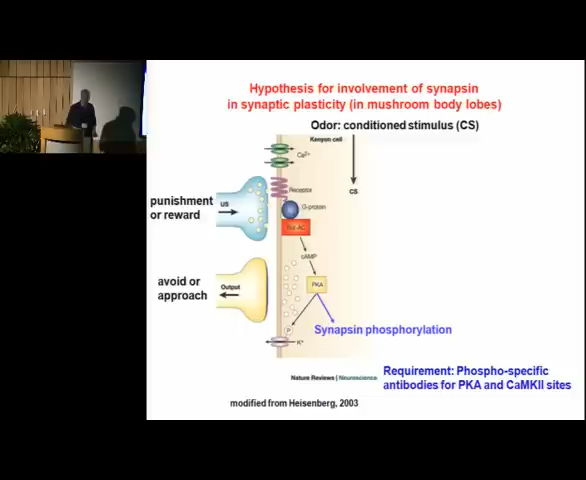 Hypothesis for involvement of synapsin
in synaptic plasticity (in mushroom body lobes)
Odor: conditioned stimulus (CS)
Kenyon cell
Ca²⁺
CS
Receptor
punishment
or reward
US
G-protein
Rut-AC
cAMP
avoid or
approach
Output
PKA
Synapsin phosphorylation
P
K⁺
Requirement: Phospho-specific
antibodies for PKA and CaMKII sites
Nature Reviews | Neuroscience
modified from Heisenberg, 2003